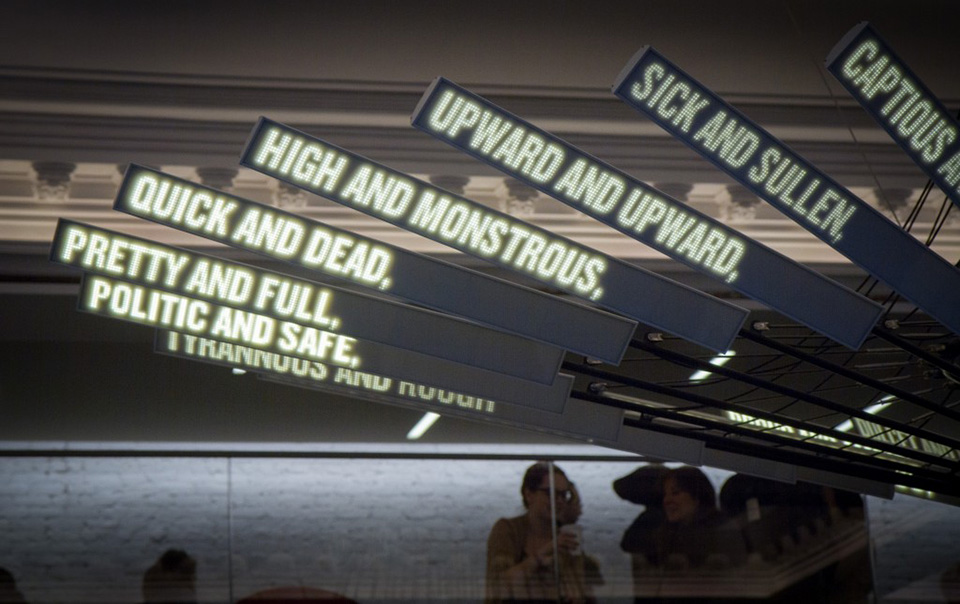 CAPTIOUS
SICK AND SULLEN,
UPWARD AND UPWARD,
HIGH AND MONSTROUS,
QUICK AND DEAD,
PRETTY AND FULL,
POLITIC AND SAFE,
TYRANNOUS AND ROUGH